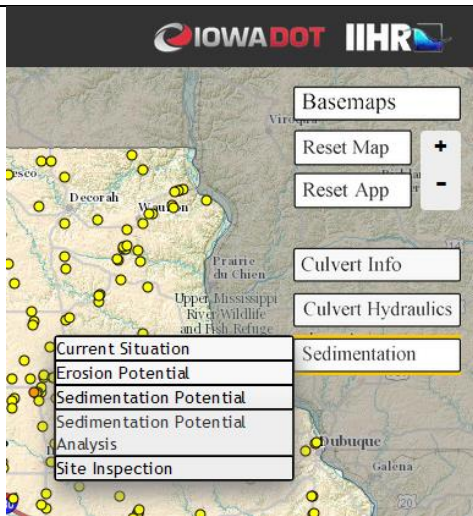 IOWADOT IIHR
Basemaps
Reset Map +
Reset App -
Decorah
Prairie
du Chien
Culvert Info
Upper Mississippi
River Wildlife
and Fish Refuge
Culvert Hydraulics
Sedimentation
Current Situation
Erosion Potential
Sedimentation Potential
Sedimentation Potential
Analysis
Site Inspection
Dubuque
Galena
20